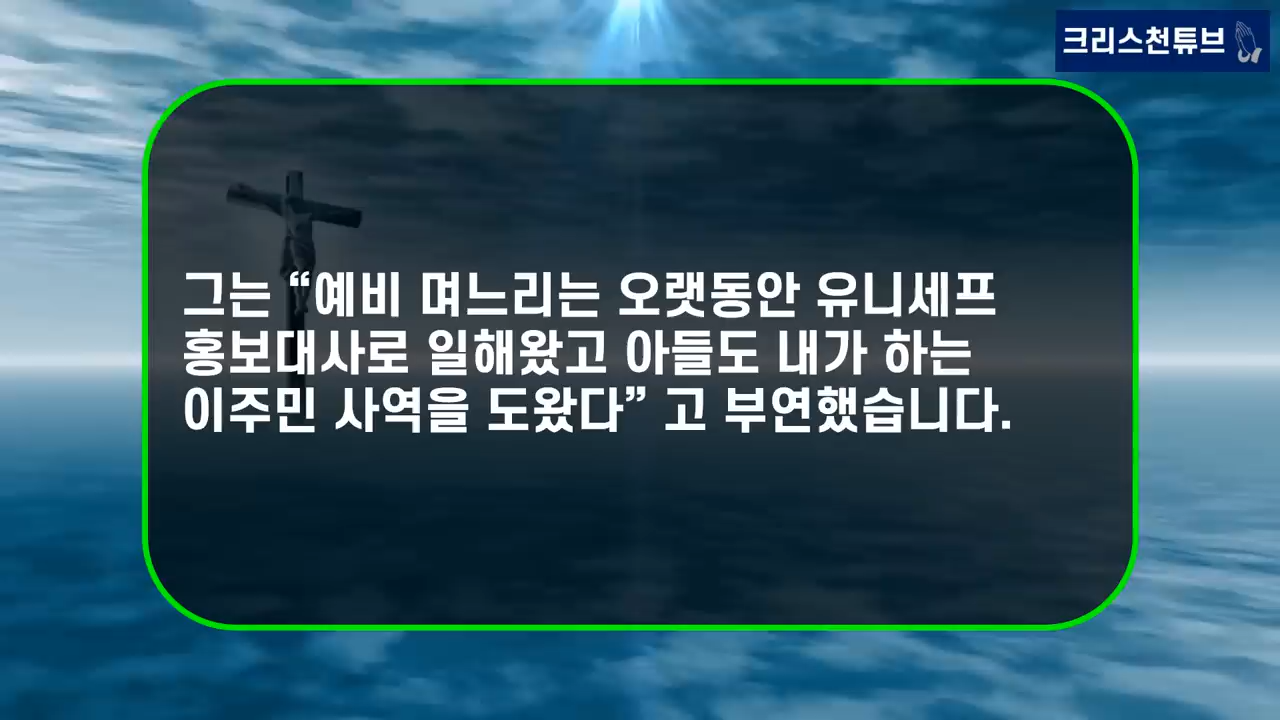 크리스천튜브
그는 “예비 며느리는 오랫동안 유니세프
홍보대사로 일해왔고 아들도 내가 하는
이주민 사역을 도왔다” 고 부연했습니다.